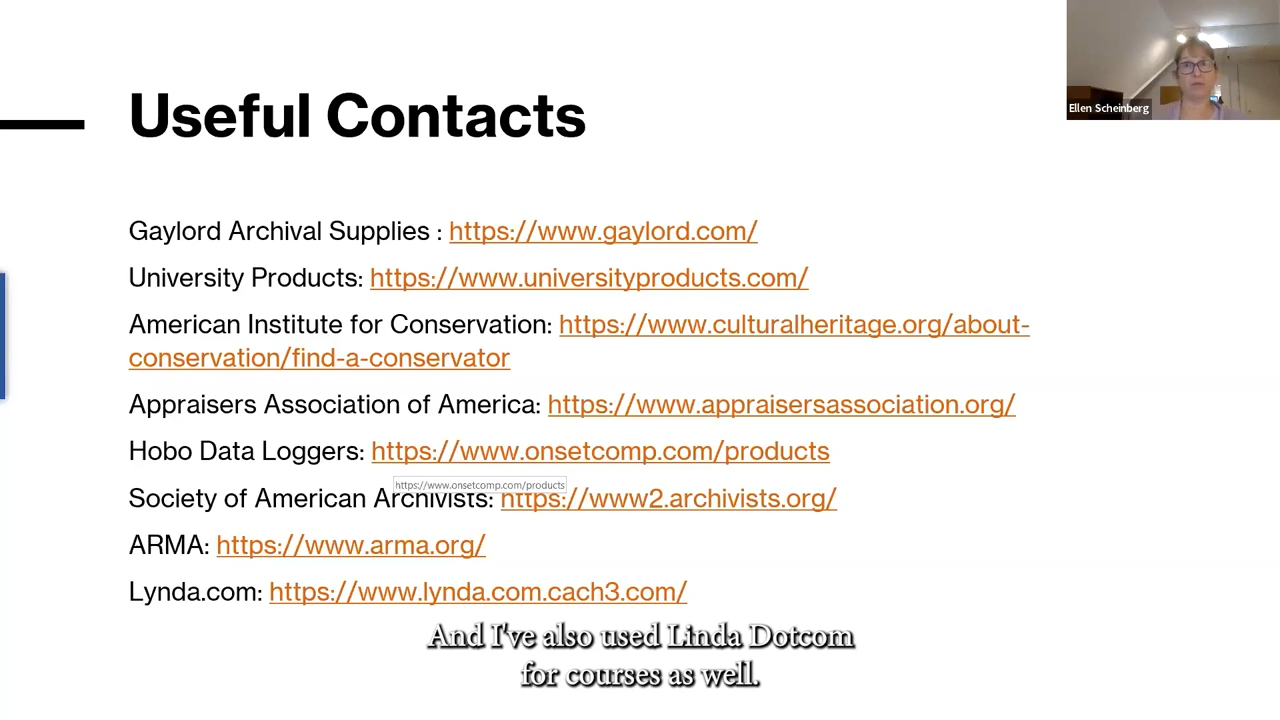 Ellen Scheinberg
Useful Contacts
Gaylord Archival Supplies : https://www.gaylord.com/
University Products: https://www.universityproducts.com/
American Institute for Conservation: https://www.culturalheritage.org/about-
conservation/find-a-conservator
Appraisers Association of America: https://www.appraisersassociation.org/
Hobo Data Loggers: https://www.onsetcomp.com/products
https://www.onsetcomp.com/products
Society of American Archivists: https://www2.archivists.org/
ARMA: https://www.arma.org/
Lynda.com: https://www.lynda.com.cach3.com/
And I've also used Linda Dotcom
for courses as well.